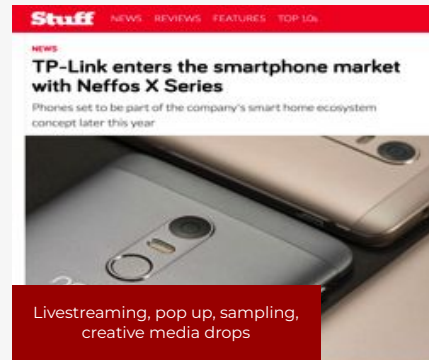 Stuff NEWS REVIEWS FEATURES TOP 10s
NEWS
TP-Link enters the smartphone market
with Neffos X Series
Phones set to be part of the company's smart home ecosystem
concept later this year
Livestreaming, pop up, sampling,
creative media drops